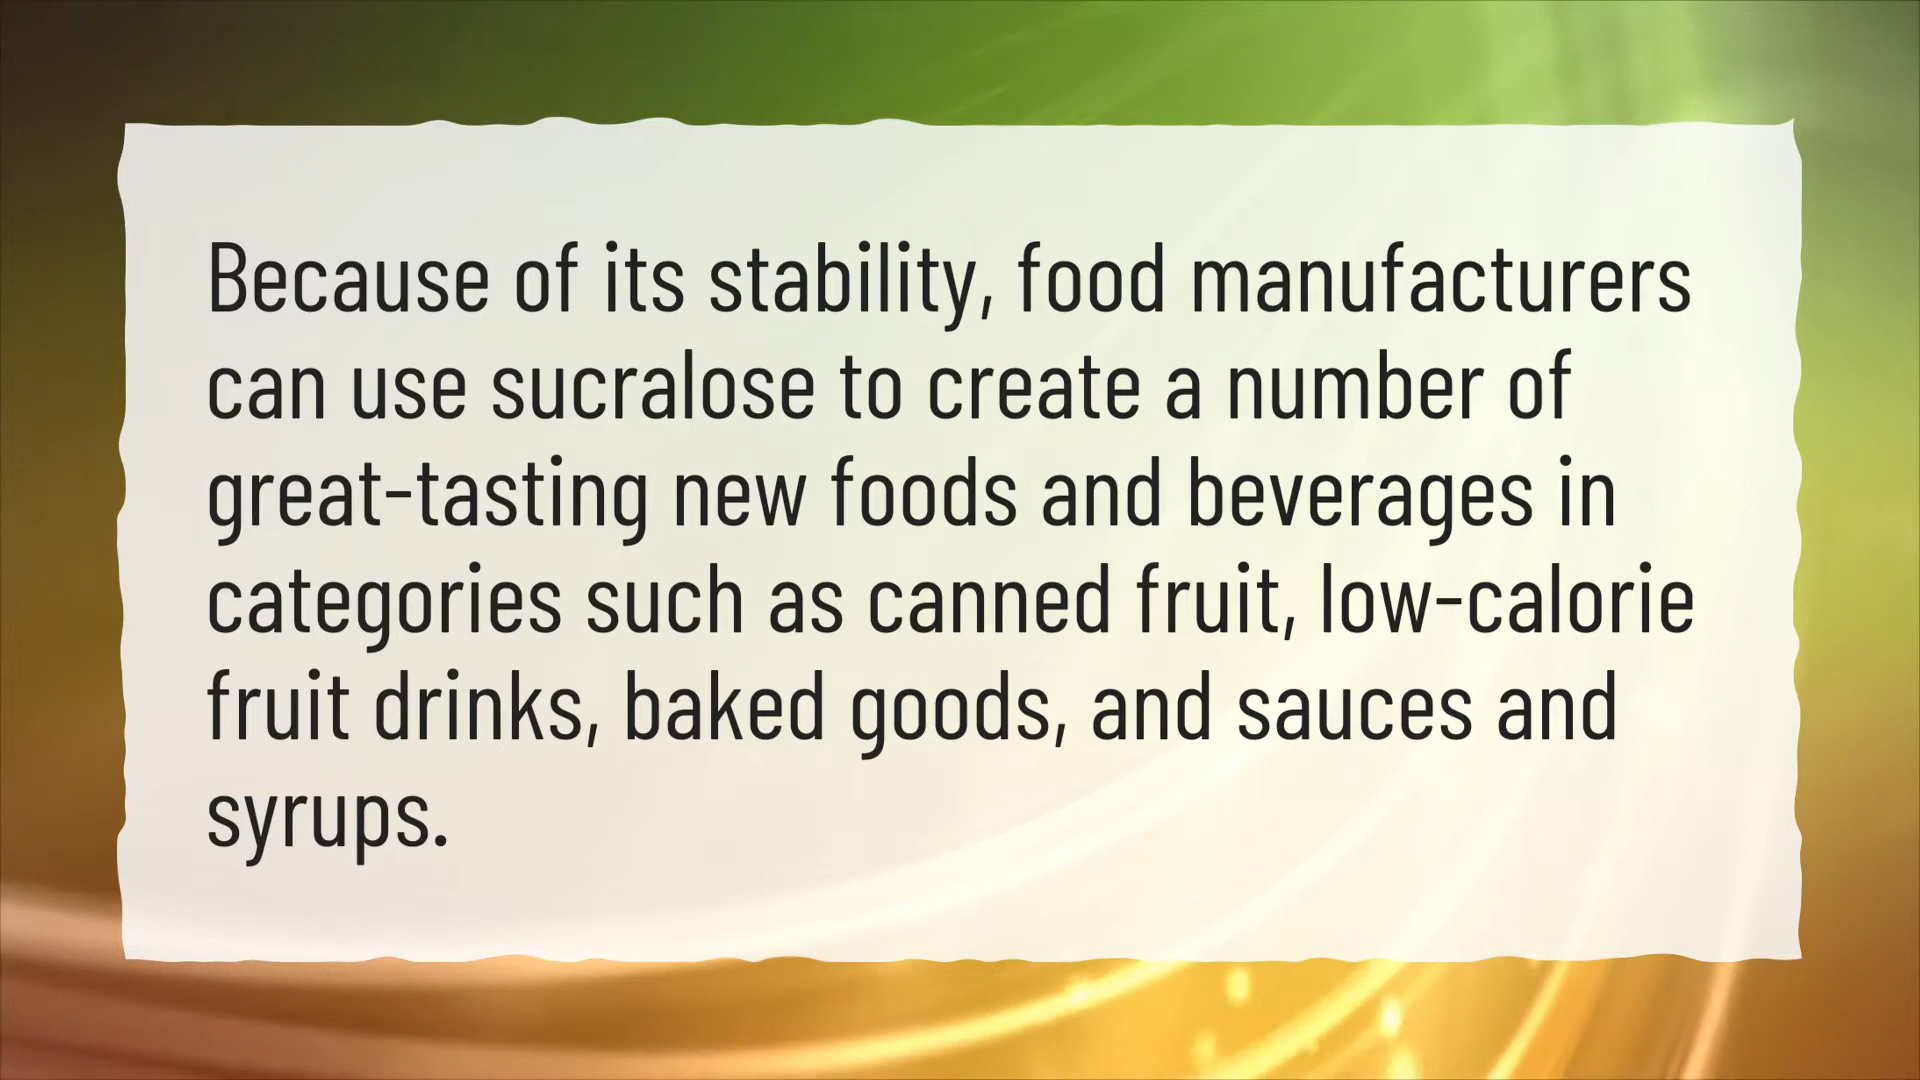 Because of its stability, food manufacturers
can use sucralose to create a number of
great-tasting new foods and beverages in
categories such as canned fruit, low-calorie
fruit drinks, baked goods, and sauces and
syrups.